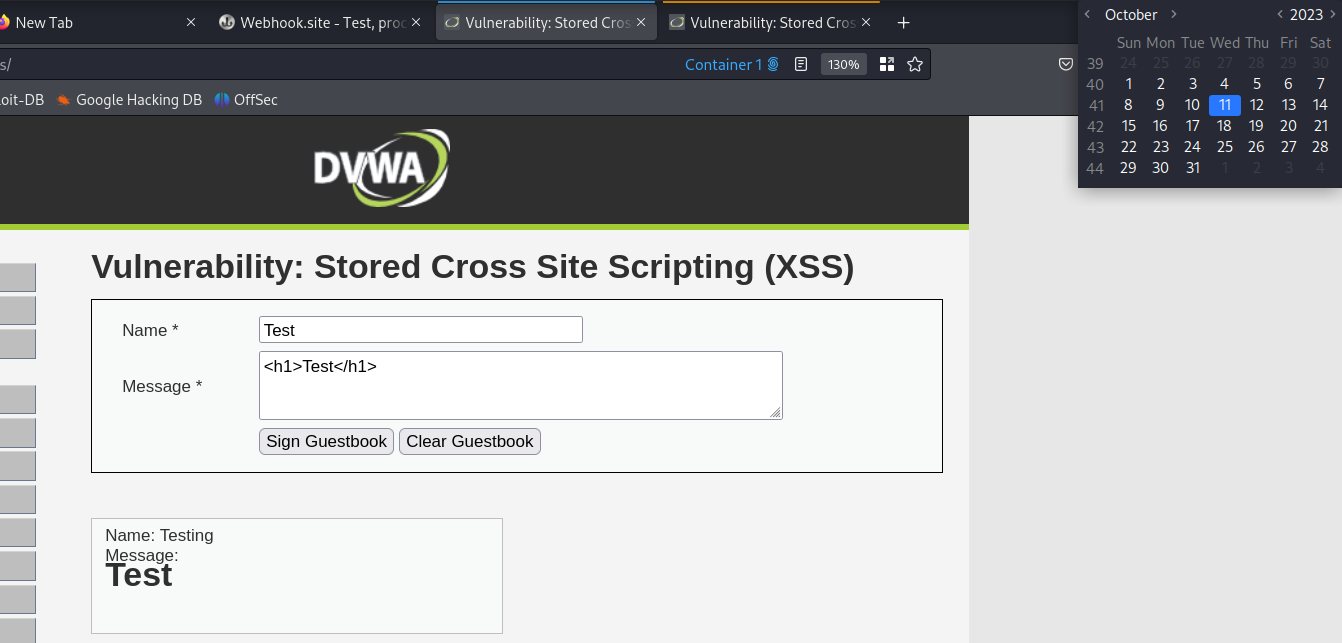 New Tab
Webhook.site - Test, proc
Vulnerability: Stored Cros
Vulnerability: Stored Cros
s/
Container 1
130%
oit-DB
Google Hacking DB
OffSec
October
2023
Sun Mon Tue Wed Thu Fri Sat
39 24 25 26 27 28 29 30
40 1 2 3 4 5 6 7
41 8 9 10 11 12 13 14
42 15 16 17 18 19 20 21
43 22 23 24 25 26 27 28
44 29 30 31 1 2 3 4
DVWA
Vulnerability: Stored Cross Site Scripting (XSS)
Name *
Test
Message *
<h1>Test</h1>
Sign Guestbook
Clear Guestbook
Name: Testing
Message:
Test